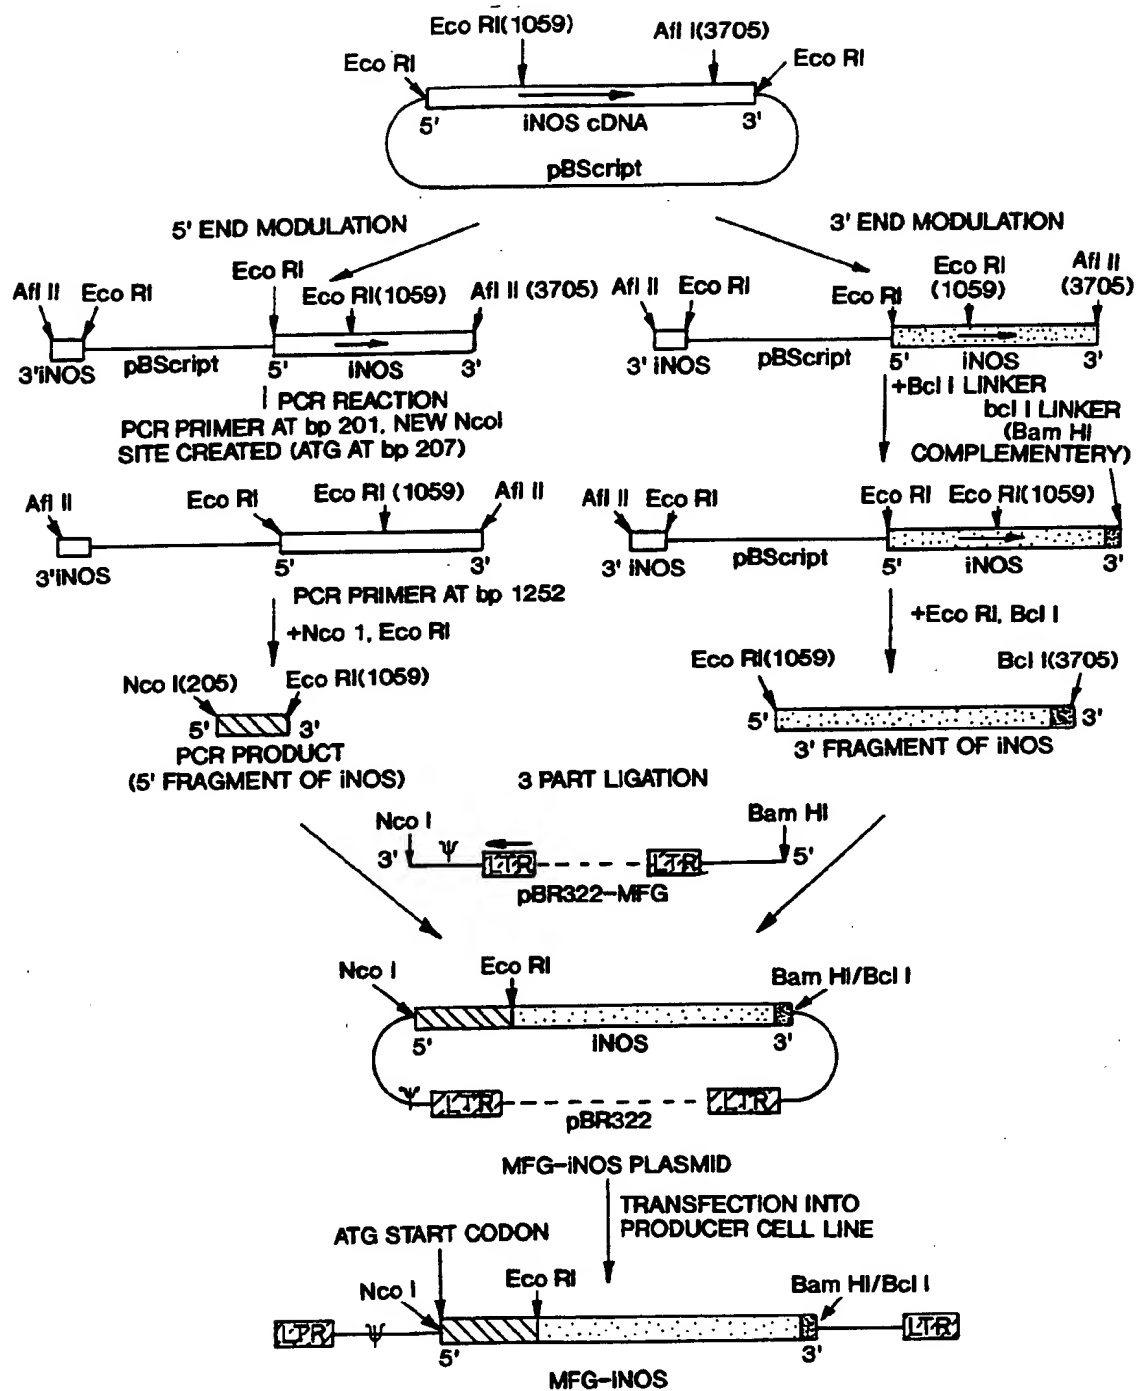 Eco RI(1059)
Afl I(3705)
Eco RI
Eco RI
5'
iNOS cDNA
3'
pBScript
5' END MODULATION
3' END MODULATION
Eco RI
Afl II
Eco RI
Eco RI(1059)
Afl II (3705)
3'iNOS
pBScript
5'
iNOS
3'
PCR REACTION
PCR PRIMER AT bp 201, NEW NcoI
SITE CREATED (ATG AT bp 207)
Afl II
Eco RI
Eco RI
Eco RI
(1059)
Afl II
(3705)
3' iNOS
pBScript
5'
iNOS
3'
+Bcl I LINKER
bcl I LINKER
(Bam HI
COMPLEMENTERY)
Afl II
Eco RI
Eco RI (1059)
Afl II
3'iNOS
5'
3'
PCR PRIMER AT bp 1252
+Nco 1, Eco RI
Afl II
Eco RI
Eco RI
Eco RI(1059)
3' iNOS
pBScript
5'
iNOS
3'
+Eco RI, Bcl I
Nco I(205)
Eco RI(1059)
5'
3'
PCR PRODUCT
(5' FRAGMENT OF iNOS)
Eco RI(1059)
Bcl I(3705)
5'
3'
3' FRAGMENT OF iNOS
3 PART LIGATION
Nco I
Bam HI
3'
Ψ
LTR
LTR
5'
pBR322-MFG
Nco I
Eco RI
Bam HI/Bcl I
5'
iNOS
3'
Ψ
LTR
LTR
pBR322
MFG-iNOS PLASMID
TRANSFECTION INTO
PRODUCER CELL LINE
ATG START CODON
Nco I
Eco RI
Bam HI/Bcl I
LTR
Ψ
5'
3'
LTR
MFG-iNOS